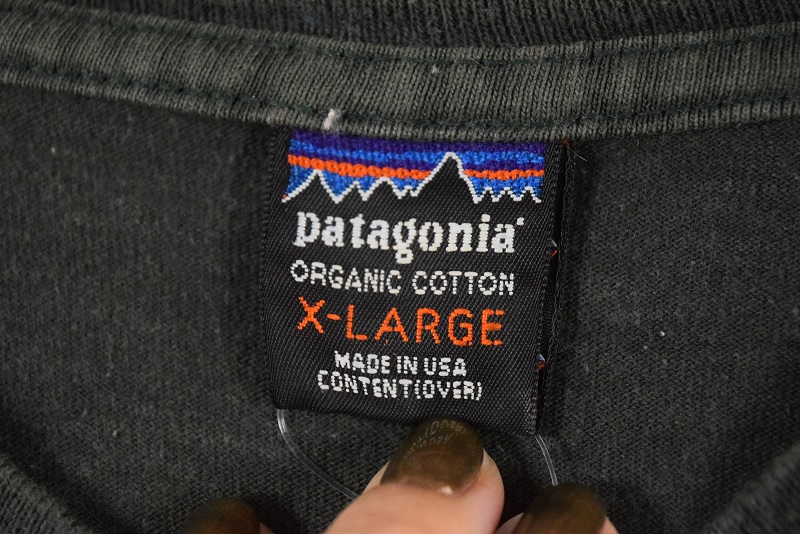 patagonia
ORGANIC COTTON
X-LARGE
MADE IN USA
CONTENT(OVER)